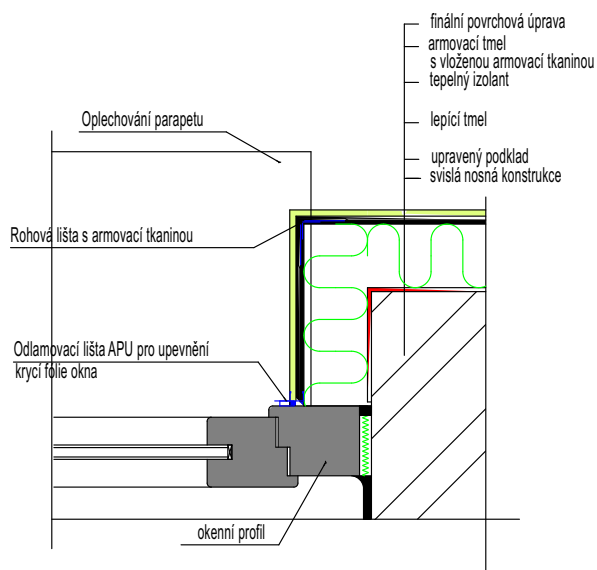 finální povrchová úprava
armovací tmel
s vloženou armovací tkaninou
tepelný izolant
lepící tmel
upravený podklad
svislá nosná konstrukce
Oplechování parapetu
Rohová lišta s armovací tkaninou
Odlamovací lišta APU pro upevnění
krycí fólie okna
okenní profil